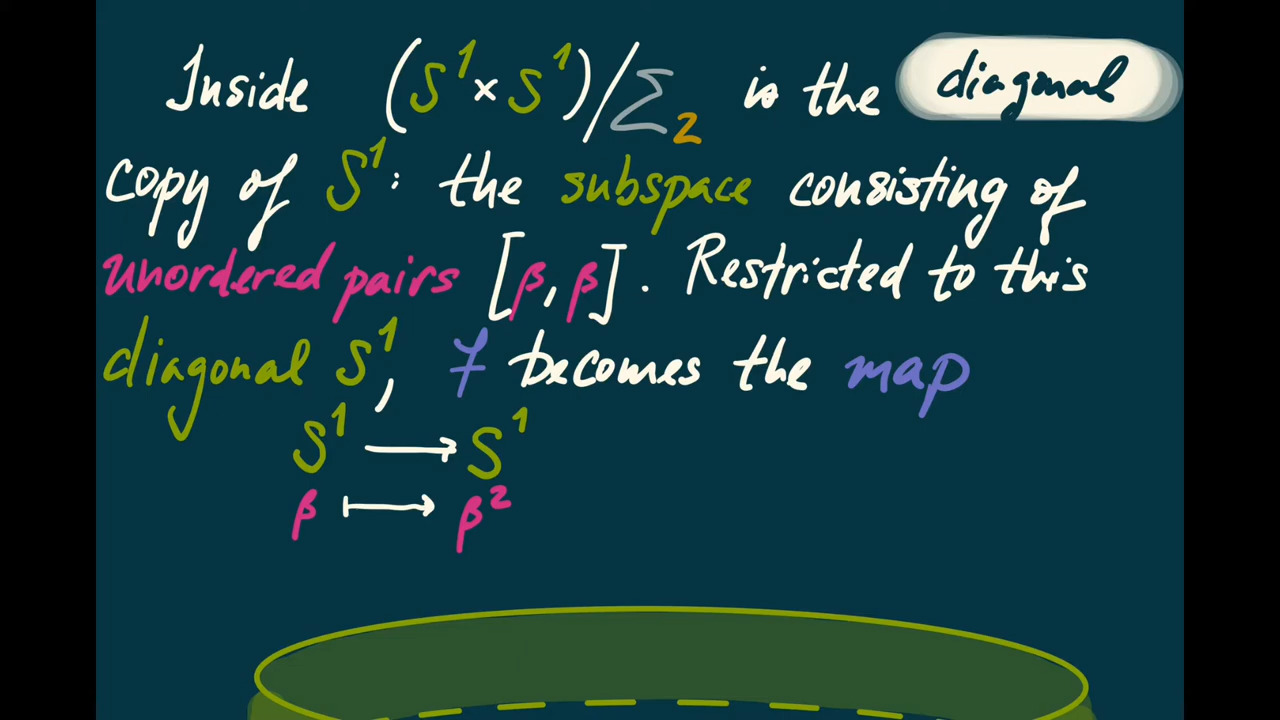 Inside (S¹×S¹)/Σ₂ is the diagonal
copy of S¹: the subspace consisting of
unordered pairs [β, β]. Restricted to this
diagonal S¹, f becomes the map
S¹ ⟶ S¹
β ⟼ β²